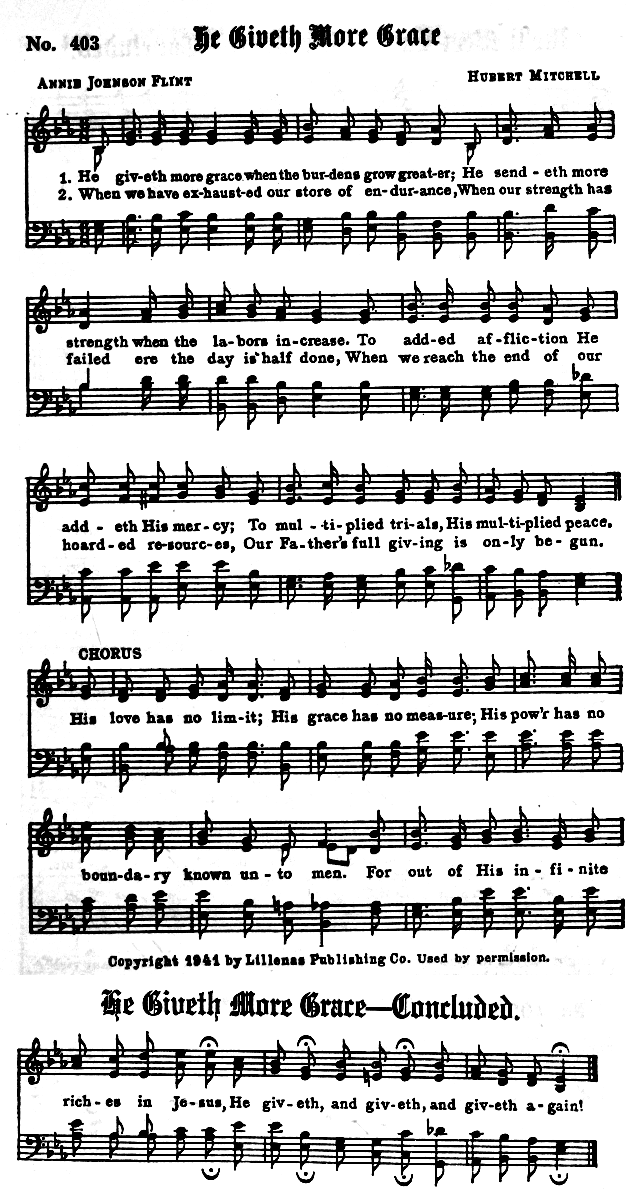 No. 403
He Giveth More Grace
ANNIE JOHNSON FLINT
HUBERT MITCHELL
1. He giv-eth more grace when the bur-dens grow great-er; He send - eth more
2. When we have ex-haust-ed our store of en-dur-ance, When our strength has
strength when the la-bors in-crease. To add-ed af-flic-tion He
failed ere the day is half done, When we reach the end of our
add - eth His mer-cy; To mul - ti-plied tri-als, His mul-ti-plied peace.
hoard-ed re-sourc-es, Our Fa-ther's full giv-ing is on-ly be-gun.
CHORUS
His love has no lim-it; His grace has no meas-ure; His pow'r has no
boun-da-ry known un-to men. For out of His in-fi-nite
Copyright 1941 by Lillenas Publishing Co. Used by permission.
He Giveth More Grace—Concluded.
rich-es in Je-sus, He giv-eth, and giv-eth, and giv-eth a-gain!